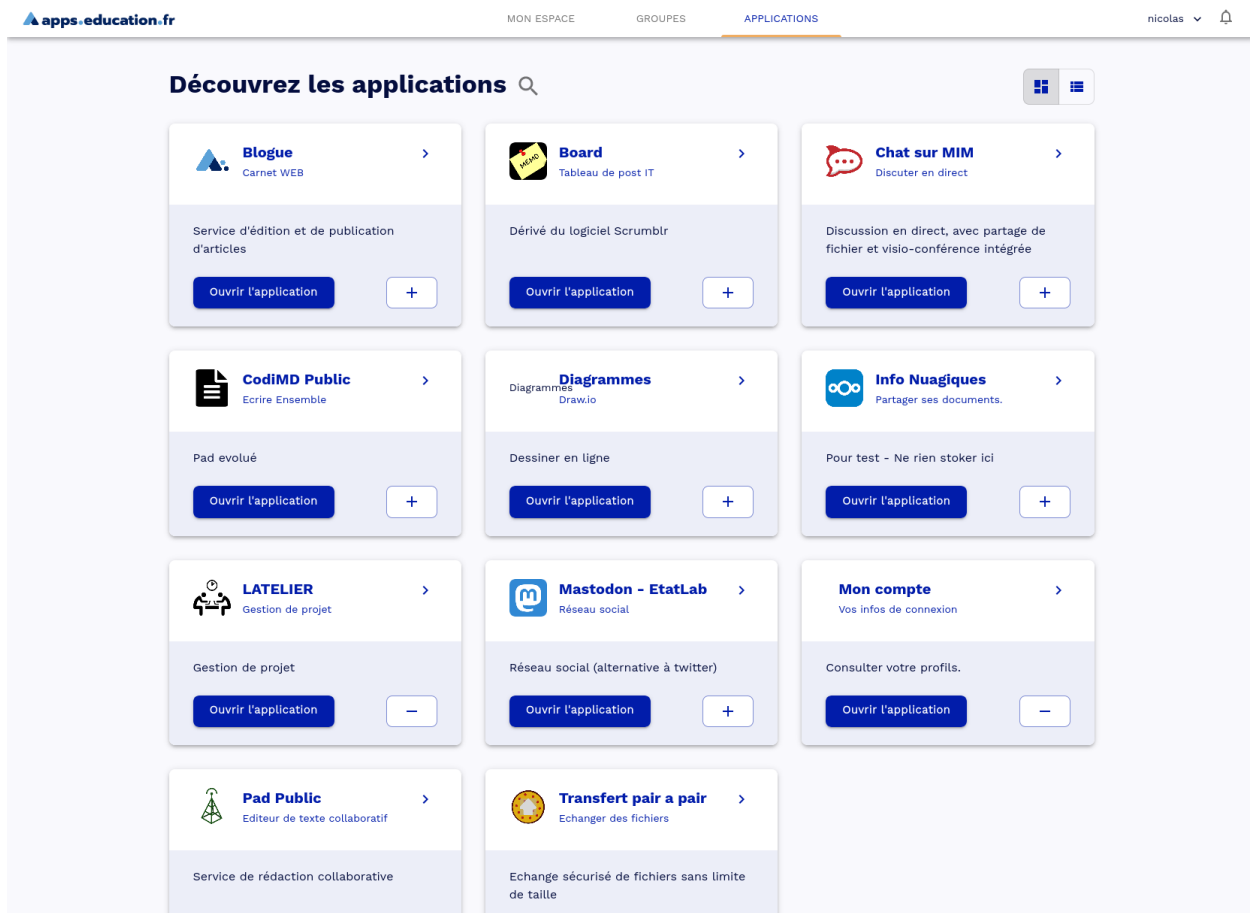 apps.education.fr
MON ESPACE
GROUPES
APPLICATIONS
nicolas
Découvrez les applications
Blogue
Carnet WEB
Service d'édition et de publication
d'articles
Ouvrir l'application
+
MEMO
Board
Tableau de post IT
Dérivé du logiciel Scrumblr
Ouvrir l'application
+
Chat sur MIM
Discuter en direct
Discussion en direct, avec partage de
fichier et visio-conférence intégrée
Ouvrir l'application
+
CodiMD Public
Ecrire Ensemble
Pad evolué
Ouvrir l'application
+
Diagrammes
Diagrammes
Draw.io
Dessiner en ligne
Ouvrir l'application
+
Info Nuagiques
Partager ses documents.
Pour test - Ne rien stoker ici
Ouvrir l'application
+
LATELIER
Gestion de projet
Gestion de projet
Ouvrir l'application
−
Mastodon - EtatLab
Réseau social
Réseau social (alternative à twitter)
Ouvrir l'application
+
Mon compte
Vos infos de connexion
Consulter votre profils.
Ouvrir l'application
−
Pad Public
Editeur de texte collaboratif
Service de rédaction collaborative
Transfert pair a pair
Echanger des fichiers
Echange sécurisé de fichiers sans limite
de taille